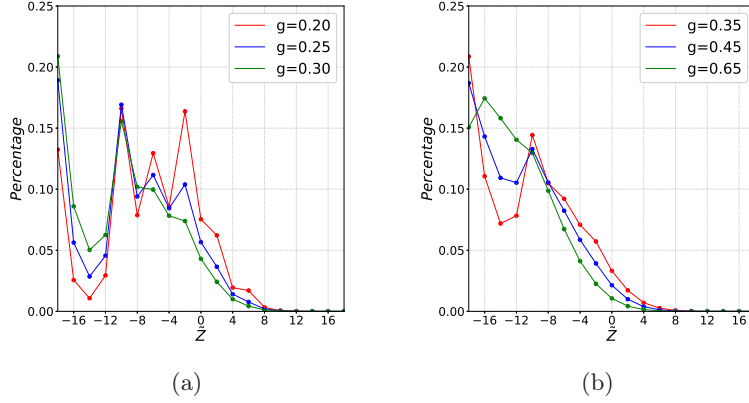 0.25
0.20
0.15
0.10
0.05
0.00
Percentage
−16 −12 −8 −4 0 4 8 12 16
Z̃
g=0.20
g=0.25
g=0.30
(a)
0.25
0.20
0.15
0.10
0.05
0.00
Percentage
−16 −12 −8 −4 0 4 8 12 16
Z̃
g=0.35
g=0.45
g=0.65
(b)